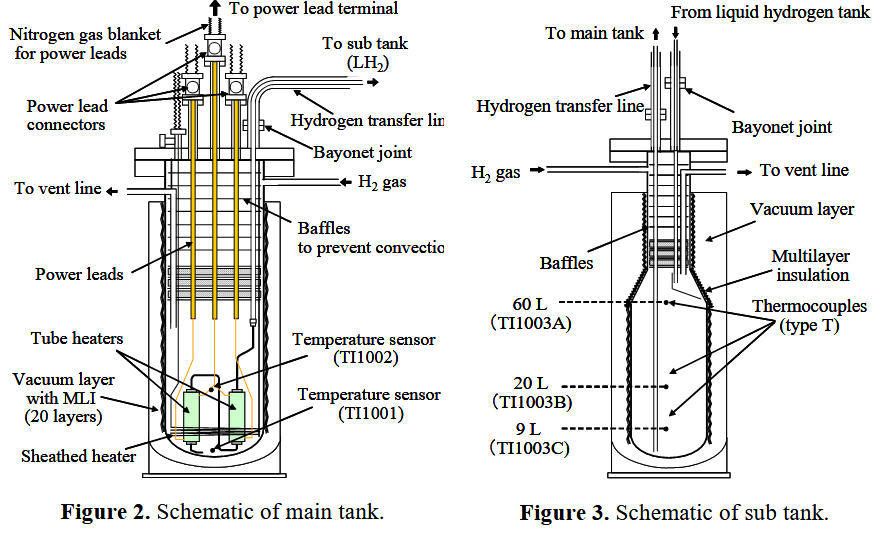 To power lead terminal
Nitrogen gas blanket
for power leads
To sub tank
(LH₂)
Power lead
connectors
Hydrogen transfer lin
Bayonet joint
To vent line
H₂ gas
Baffles
to prevent convectio
Power leads
Tube heaters
Temperature sensor
(TI1002)
Vacuum layer
with MLI
(20 layers)
Temperature sensor
(TI1001)
Sheathed heater
Figure 2. Schematic of main tank.
From liquid hydrogen tank
To main tank
Hydrogen transfer line
Bayonet joint
H₂ gas
To vent line
Vacuum layer
Baffles
Multilayer
insulation
60 L
(TI1003A)
Thermocouples
(type T)
20 L
(TI1003B)
9 L
(TI1003C)
Figure 3. Schematic of sub tank.